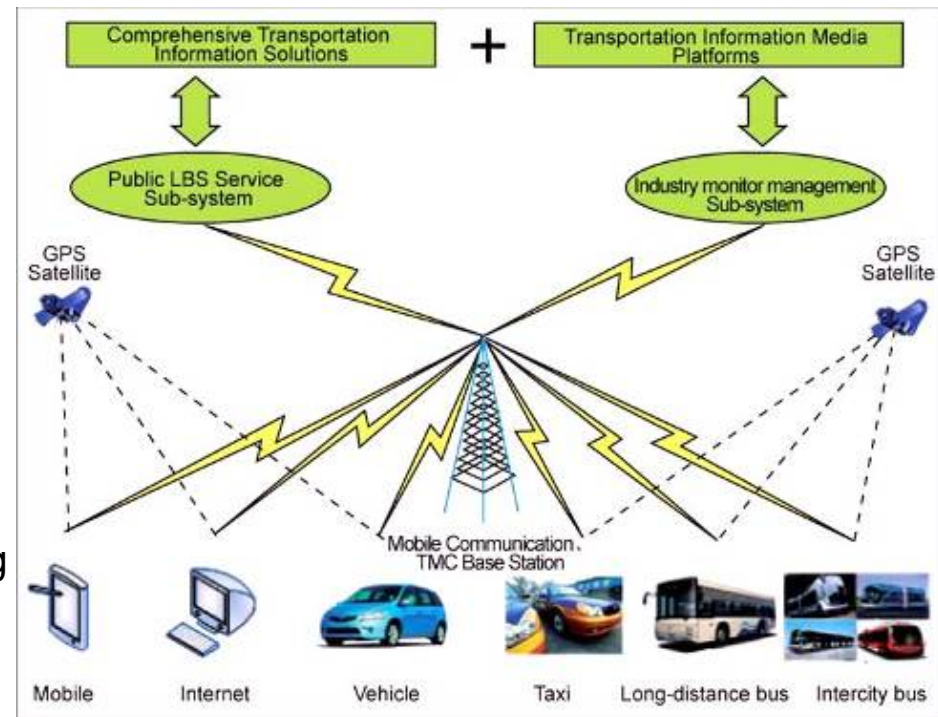 Comprehensive Transportation
Information Solutions
+
Transportation Information Media
Platforms
Public LBS Service
Sub-system
Industry monitor management
Sub-system
GPS
Satellite
GPS
Satellite
Mobile Communication
TMC Base Station
g
Mobile
Internet
Vehicle
Taxi
Long-distance bus
Intercity bus